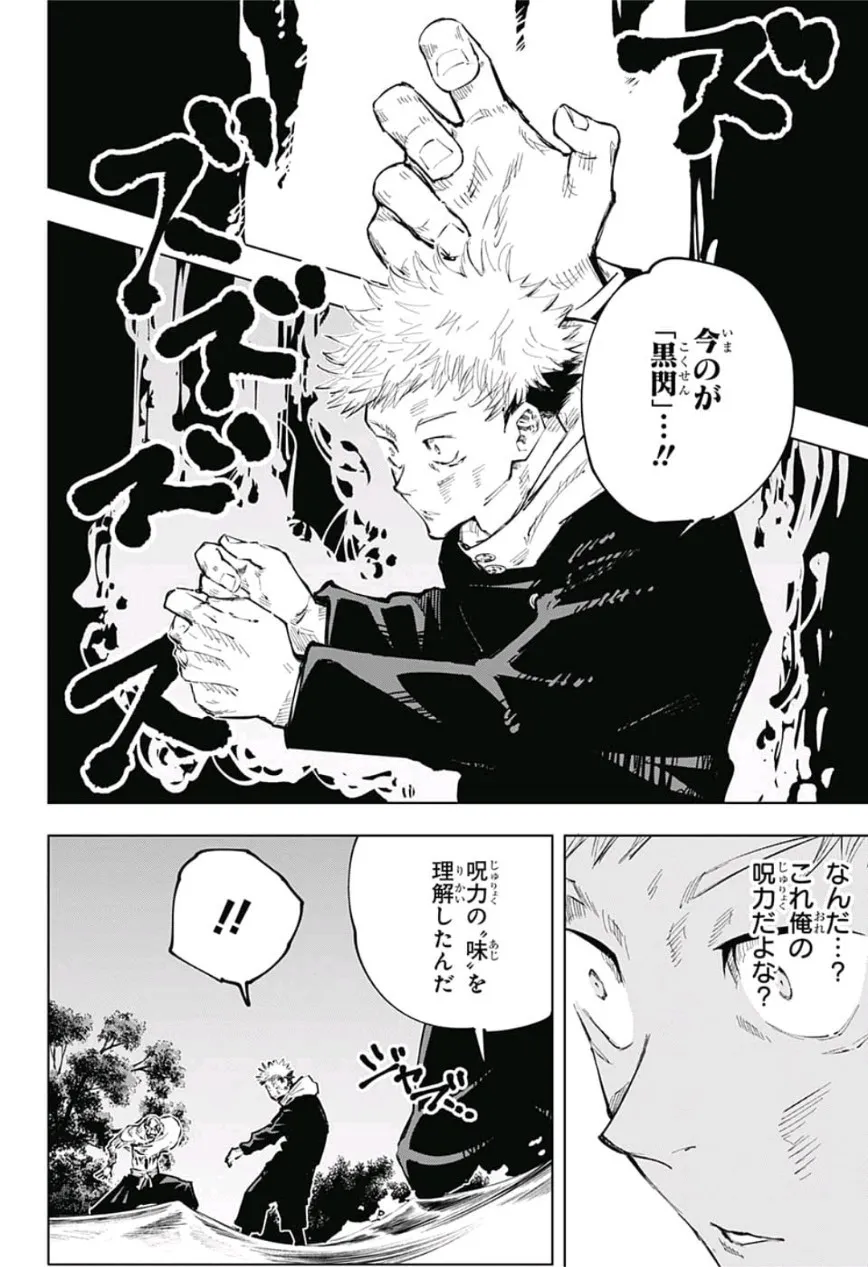 ズ
ズ
ズ
ズ
ズ
ス
今のが
「黒閃」…!!
なんだ…?
これ俺の
呪力だよな?
呪力の〝味〟を
理解したんだ
!!
ジャズ…